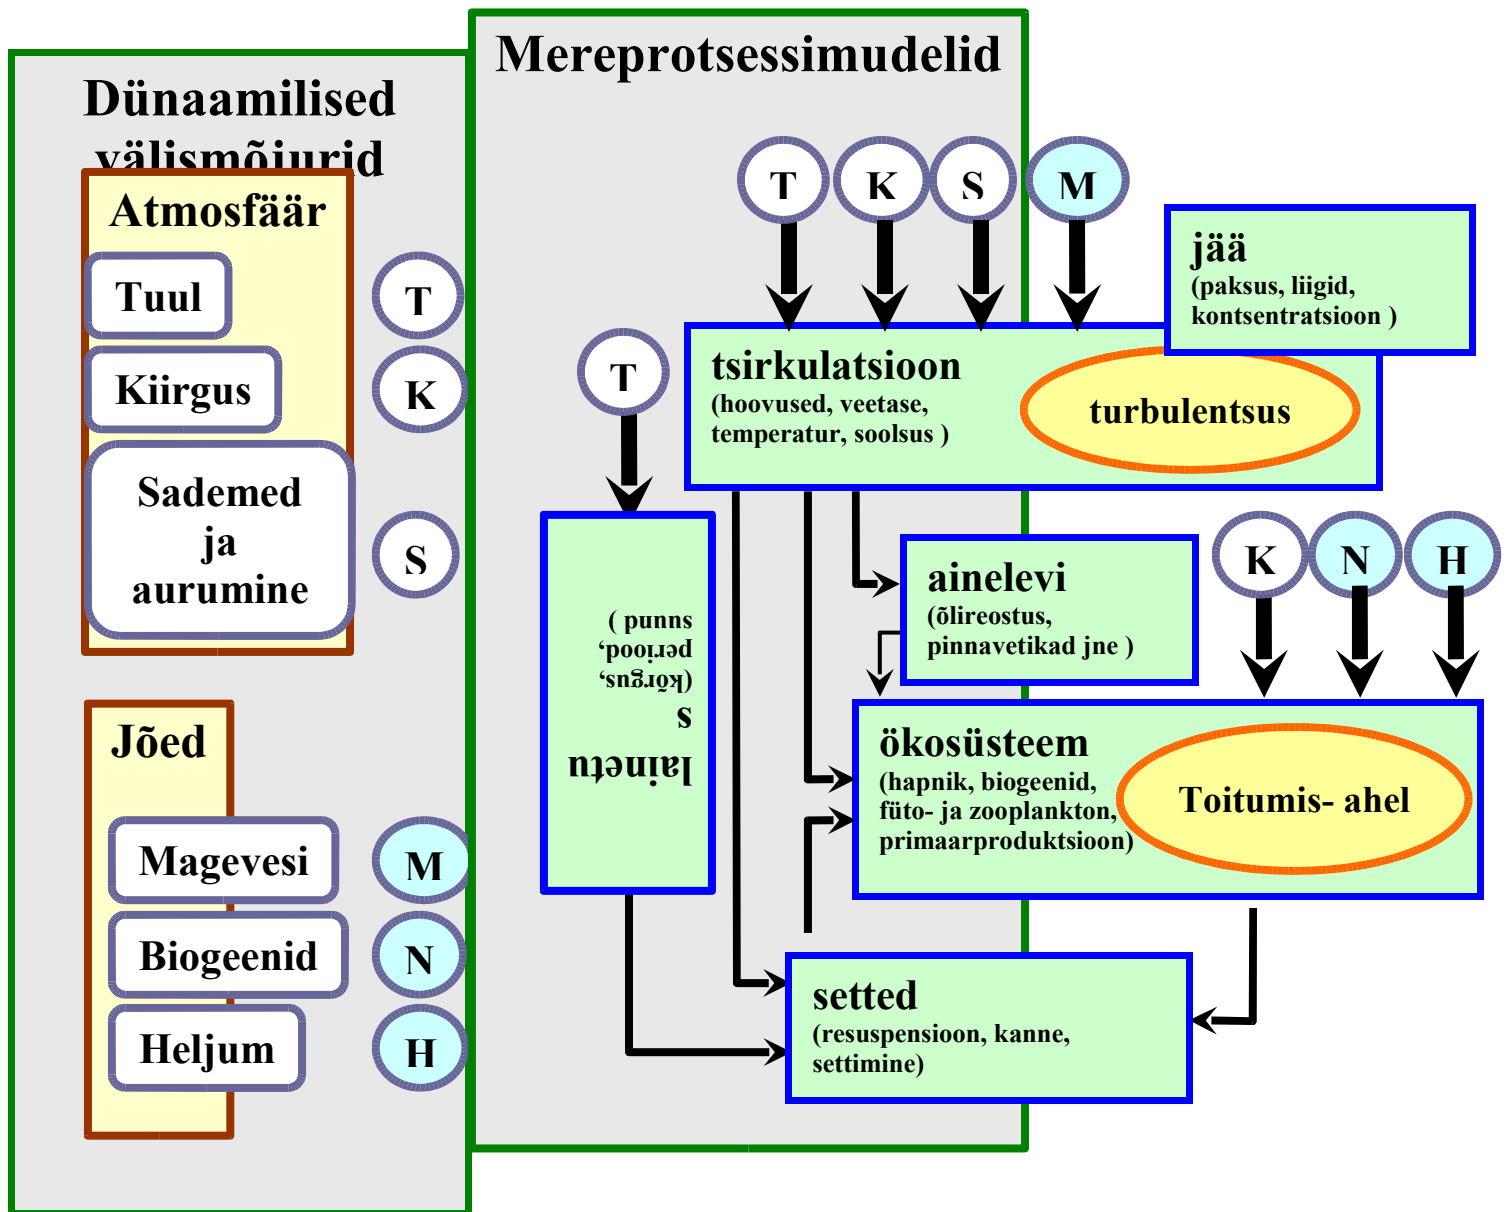 Mereprotsessimudelid
Dünaamilised
välismõjurid
Atmosfäär
Tuul
T
Kiirgus
K
Sademed
ja
aurumine
S
Jõed
Magevesi
M
Biogeenid
N
Heljum
H
T
K
S
M
jää
(paksus, liigid,
kontsentratsioon )
T
tsirkulatsioon
(hoovused, veetase,
temperatur, soolsus )
turbulentsus
lainetu
s
(kõrgus,
periood,
suund )
ainelevi
(õlireostus,
pinnavetikad jne )
K
N
H
ökosüsteem
(hapnik, biogeenid,
füto- ja zooplankton,
primaarproduktsioon)
Toitumis- ahel
setted
(resuspensioon, kanne,
settimine)